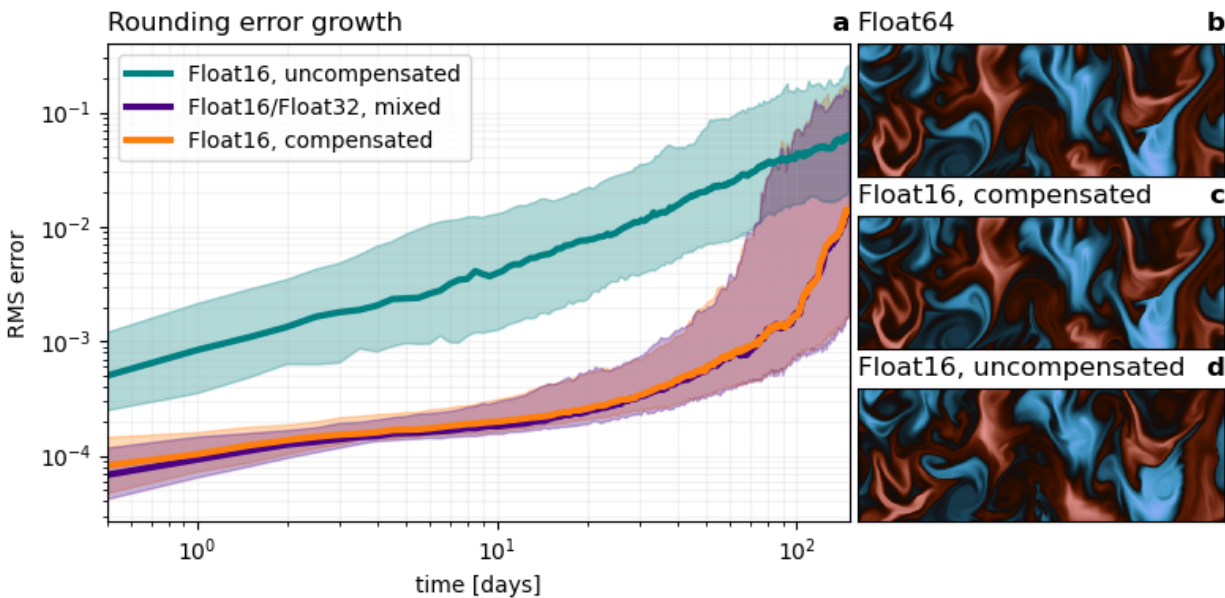 Rounding error growth
a
Float16, uncompensated
Float16/Float32, mixed
Float16, compensated
10⁻¹
10⁻²
10⁻³
10⁻⁴
RMS error
10⁰
10¹
10²
time [days]
Float64
b
Float16, compensated
c
Float16, uncompensated
d